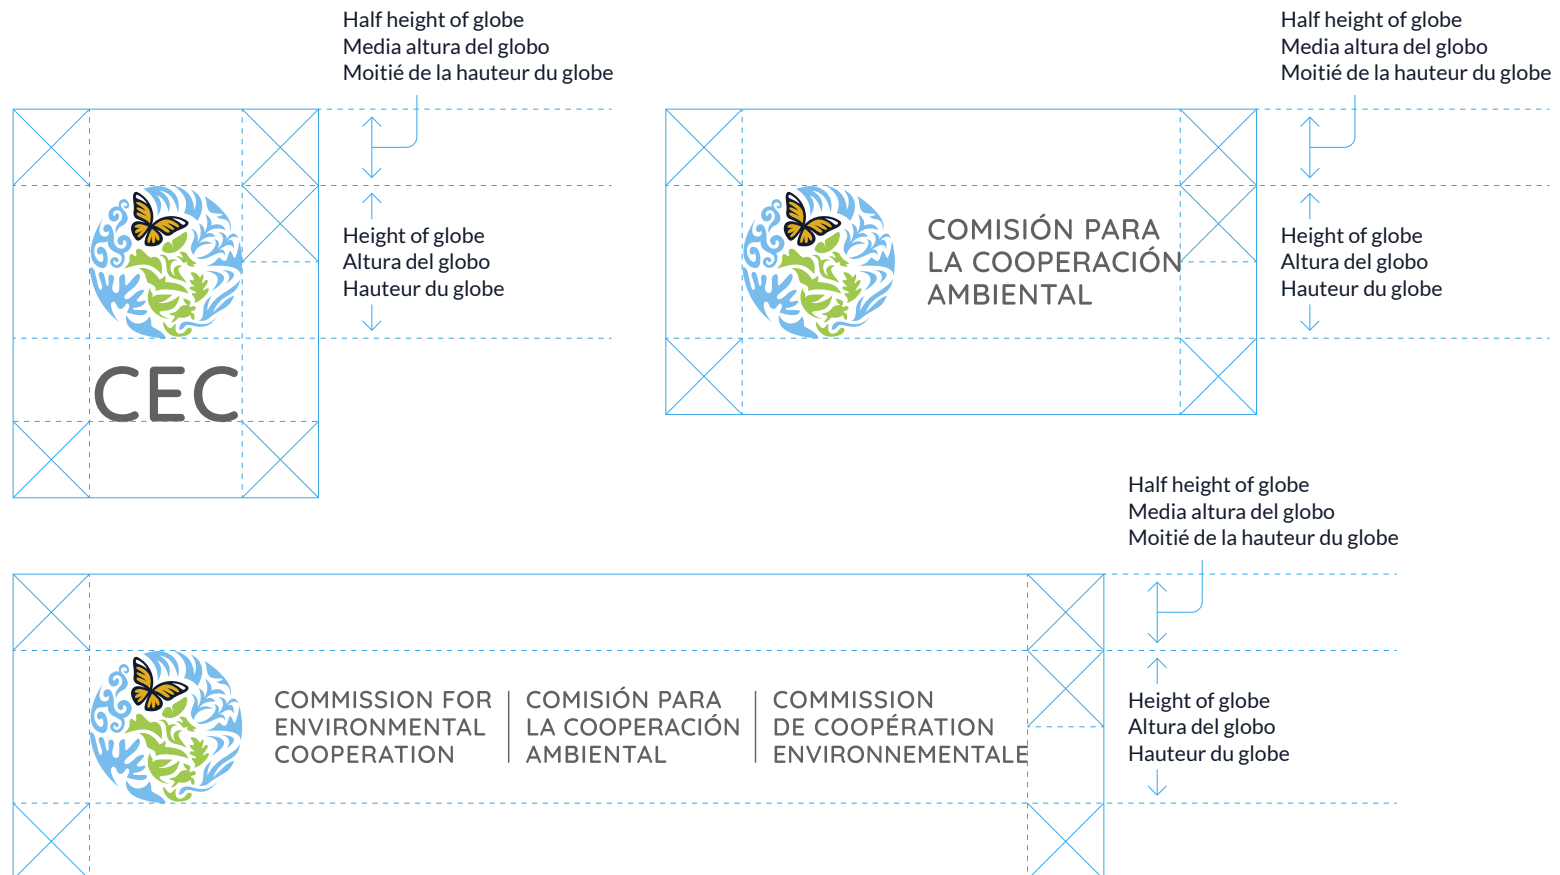 Half height of globe
Media altura del globo
Moitié de la hauteur du globe
Height of globe
Altura del globo
Hauteur du globe
CEC
Half height of globe
Media altura del globo
Moitié de la hauteur du globe
COMISIÓN PARA
LA COOPERACIÓN
AMBIENTAL
Height of globe
Altura del globo
Hauteur du globe
Half height of globe
Media altura del globo
Moitié de la hauteur du globe
COMMISSION FOR
ENVIRONMENTAL
COOPERATION
COMISIÓN PARA
LA COOPERACIÓN
AMBIENTAL
COMMISSION
DE COOPÉRATION
ENVIRONNEMENTALE
Height of globe
Altura del globo
Hauteur du globe